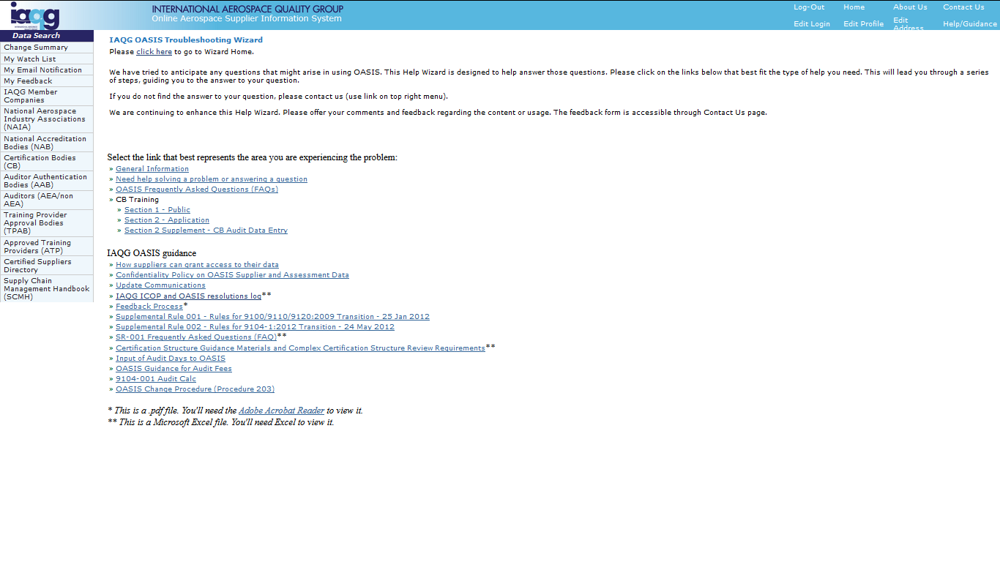 iaqg
INTERNATIONAL AEROSPACE QUALITY GROUP
Online Aerospace Supplier Information System
Log-Out Home About Us Contact Us
Edit Login Edit Profile Edit Address Help/Guidance
Data Search
Change Summary
My Watch List
My Email Notification
My Feedback
IAQG Member
Companies
National Aerospace
Industry Associations
(NAIA)
National Accreditation
Bodies (NAB)
Certification Bodies
(CB)
Auditor Authentication
Bodies (AAB)
Auditors (AEA/non
AEA)
Training Provider
Approval Bodies
(TPAB)
Approved Training
Providers (ATP)
Certified Suppliers
Directory
Supply Chain
Management Handbook
(SCMH)
IAQG OASIS Troubleshooting Wizard
Please click here to go to Wizard Home.
We have tried to anticipate any questions that might arise in using OASIS. This Help Wizard is designed to help answer those questions. Please click on the links below that best fit the type of help you need. This will lead you through a series
of steps, guiding you to the answer to your question.
If you do not find the answer to your question, please contact us (use link on top right menu).
We are continuing to enhance this Help Wizard. Please offer your comments and feedback regarding the content or usage. The feedback form is accessible through Contact Us page.
Select the link that best represents the area you are experiencing the problem:
» General Information
» Need help solving a problem or answering a question
» OASIS Frequently Asked Questions (FAQs)
» CB Training
» Section 1 - Public
» Section 2 - Application
» Section 2 Supplement - CB Audit Data Entry
IAQG OASIS guidance
» How suppliers can grant access to their data
» Confidentiality Policy on OASIS Supplier and Assessment Data
» Update Communications
» IAQG ICOP and OASIS resolutions log**
» Feedback Process*
» Supplemental Rule 001 - Rules for 9100/9110/9120:2009 Transition - 25 Jan 2012
» Supplemental Rule 002 - Rules for 9104-1:2012 Transition - 24 May 2012
» SR-001 Frequently Asked Questions (FAQ)**
» Certification Structure Guidance Materials and Complex Certification Structure Review Requirements**
» Input of Audit Days to OASIS
» OASIS Guidance for Audit Fees
» 9104-001 Audit Calc
» OASIS Change Procedure (Procedure 203)
* This is a .pdf file. You'll need the Adobe Acrobat Reader to view it.
** This is a Microsoft Excel file. You'll need Excel to view it.